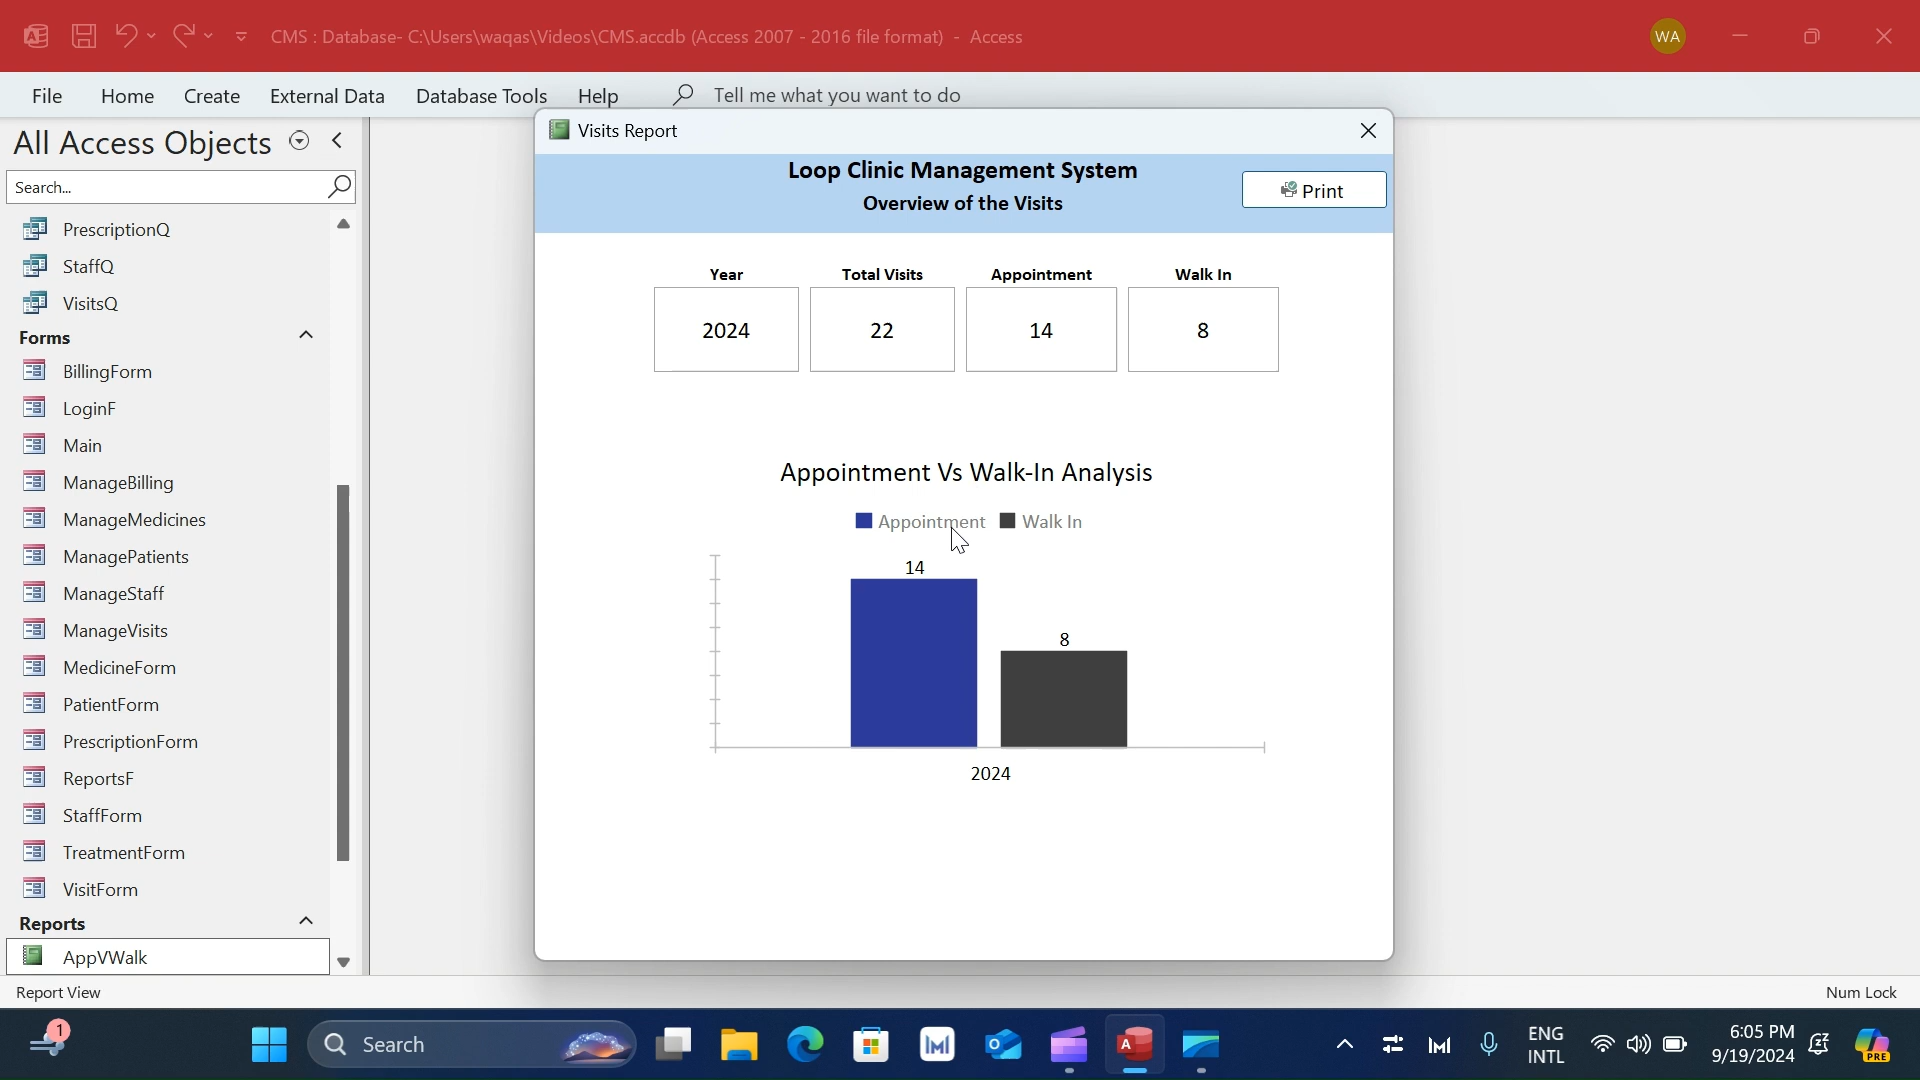 CMS : Database- C:\Users\waqas\Videos\CMS.accdb (Access 2007 - 2016 file format) - Access
WA
File Home Create External Data Database Tools Help Tell me what you want to do
All Access Objects
Search...
PrescriptionQ
StaffQ
VisitsQ
Forms
BillingForm
LoginF
Main
ManageBilling
ManageMedicines
ManagePatients
ManageStaff
ManageVisits
MedicineForm
PatientForm
PrescriptionForm
ReportsF
StaffForm
TreatmentForm
VisitForm
Reports
AppVWalk
Visits Report
Loop Clinic Management System
Overview of the Visits
Print
Year Total Visits Appointment Walk In
2024 22 14 8
Appointment Vs Walk-In Analysis
Appointment Walk In
14
8
2024
Report View
Num Lock
1
Search
A
ENG
INTL
6:05 PM
9/19/2024
PRE